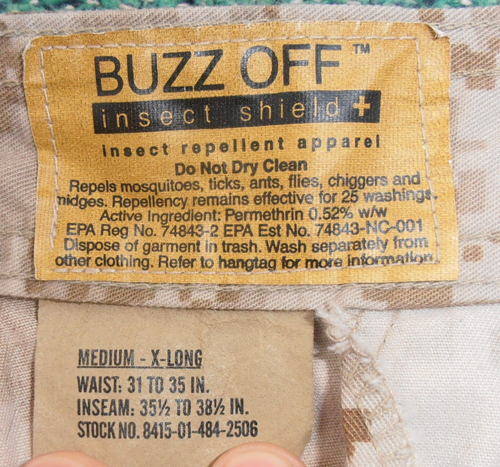 BUZZ OFF™
insect shield+
insect repellent apparel
Do Not Dry Clean
Repels mosquitoes, ticks, ants, flies, chiggers and
midges. Repellency remains effective for 25 washings.
Active Ingredient: Permethrin 0.52% w/w
EPA Reg No. 74843-2 EPA Est No. 74843-NC-001
Dispose of garment in trash. Wash separately from
other clothing. Refer to hangtag for more information.
MEDIUM - X-LONG
WAIST: 31 TO 35 IN.
INSEAM: 35½ TO 38½ IN.
STOCK NO. 8415-01-484-2506